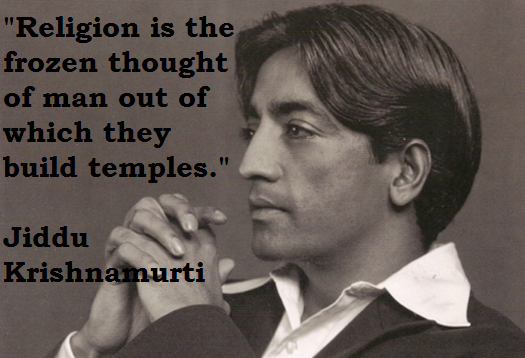 "Religion is the
frozen thought
of man out of
which they
build temples."
Jiddu
Krishnamurti